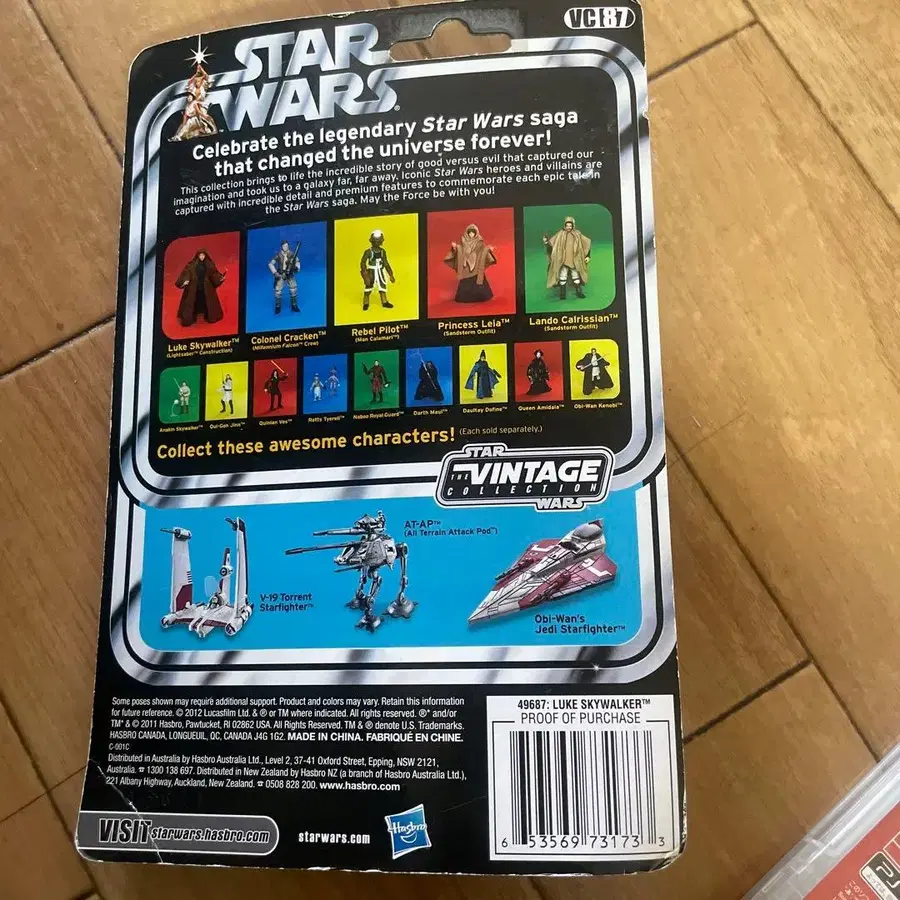 VC 87
STAR
WARS®
Celebrate the legendary Star Wars saga
that changed the universe forever!
This collection brings to life the incredible story of good versus evil that captured our
imagination and took us to a galaxy far, far away. Iconic Star Wars heroes and villains are
captured with incredible detail and premium features to commemorate each epic tale in
the Star Wars saga. May the Force be with you!
Luke Skywalker™
(Lightsaber™ Construction)
Colonel Cracken™
(Millennium Falcon™ Crew)
Rebel Pilot™
(Mon Calamari™)
Princess Leia™
(Sandstorm Outfit)
Lando Calrissian™
(Sandstorm Outfit)
Anakin Skywalker™
Qui-Gon Jinn™
Quinlan Vos™
Ratts Tyerell™
Naboo Royal Guard™
Darth Maul™
Daultay Dofine™
Queen Amidala™
Obi-Wan Kenobi™
Collect these awesome characters! (Each sold separately.)
STAR
THE VINTAGE
COLLECTION
WARS
V-19 Torrent
Starfighter™
AT-AP™
(All Terrain Attack Pod™)
Obi-Wan's
Jedi Starfighter™
Some poses shown may require additional support. Product and colors may vary. Retain this information
for future reference. © 2012 Lucasfilm Ltd. & ® or TM where indicated. All rights reserved. ®* and/or
TM* & © 2011 Hasbro, Pawtucket, RI 02862 USA. All Rights Reserved. TM & ® denote U.S. Trademarks.
HASBRO CANADA, LONGUEUIL, QC, CANADA J4G 1G2. MADE IN CHINA. FABRIQUÉ EN CHINE.
C-001C
Distributed in Australia by Hasbro Australia Ltd., Level 2, 37-41 Oxford Street, Epping, NSW 2121,
Australia. ☎ 1300 138 697. Distributed in New Zealand by Hasbro NZ (a branch of Hasbro Australia Ltd.),
221 Albany Highway, Auckland, New Zealand. ☎ 0508 828 200. www.hasbro.com
49687: LUKE SKYWALKER™
PROOF OF PURCHASE
6 53569 73173 3
VISIT starwars.hasbro.com
starwars.com
Hasbro